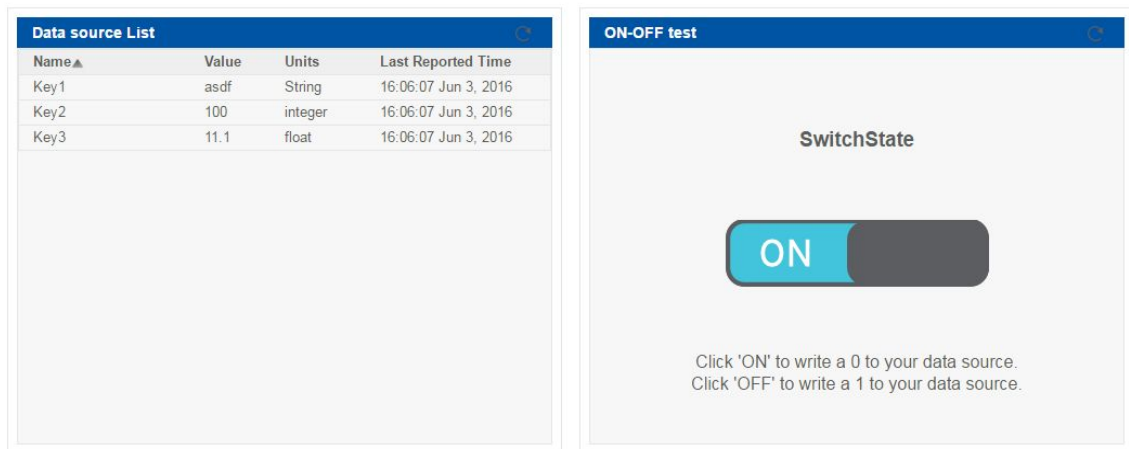 Data source List
Name Value Units Last Reported Time
Key1 asdf String 16:06:07 Jun 3, 2016
Key2 100 integer 16:06:07 Jun 3, 2016
Key3 11.1 float 16:06:07 Jun 3, 2016
ON-OFF test
SwitchState
ON
Click 'ON' to write a 0 to your data source.
Click 'OFF' to write a 1 to your data source.